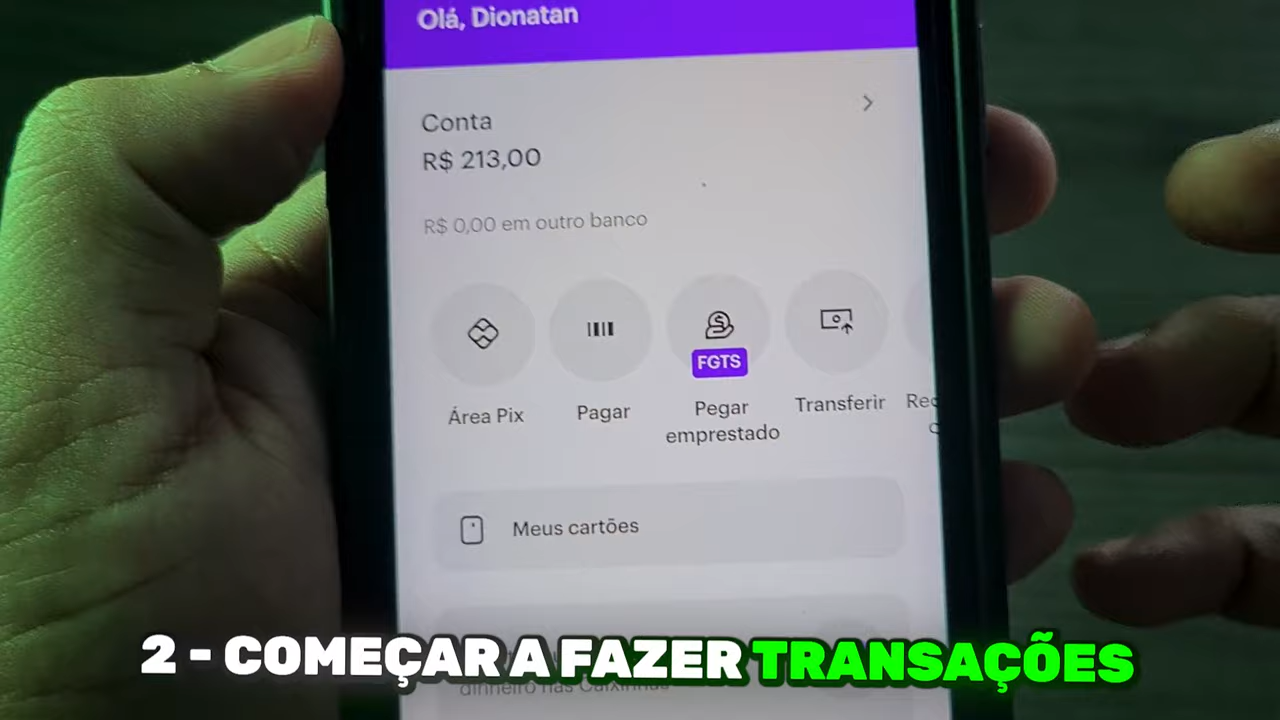 Olá, Dionatan
Conta
R$ 213,00
R$ 0,00 em outro banco
FGTS
Área Pix
Pagar
Pegar
emprestado
Transferir
Meus cartões
2 - COMEÇAR A FAZER TRANSAÇÕES
dinheiro nas Caixinhas